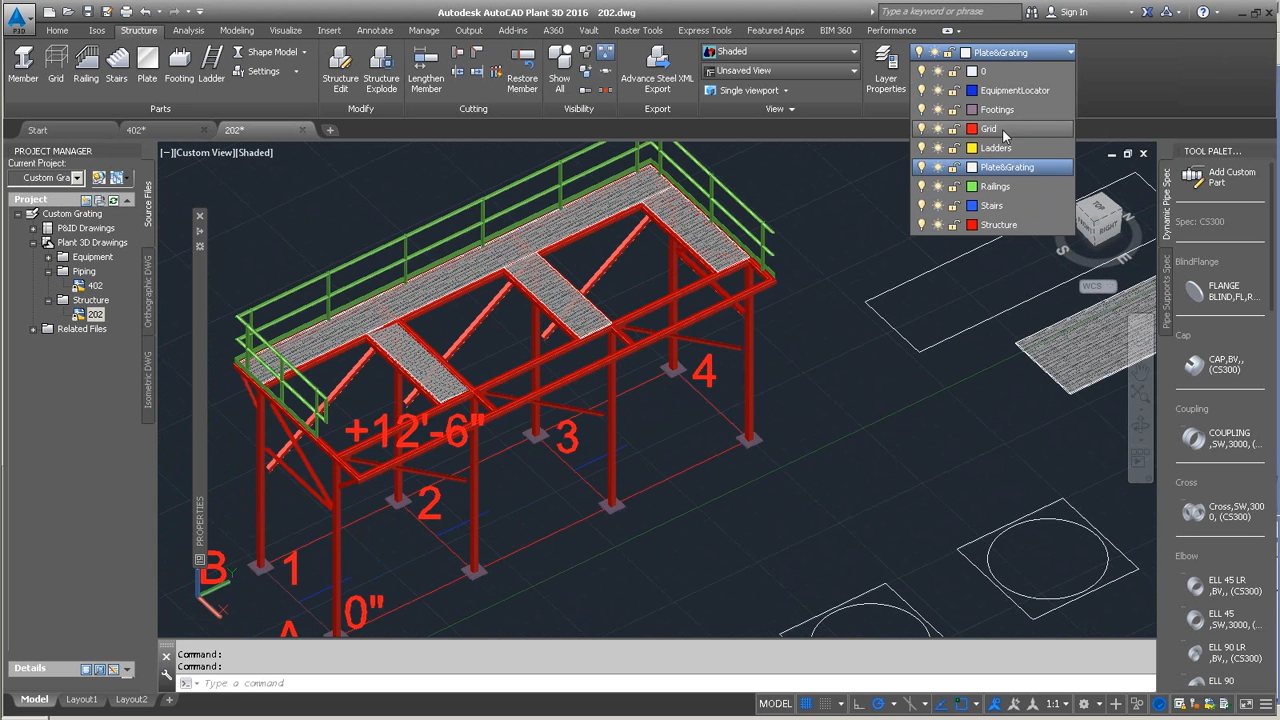 Autodesk AutoCAD Plant 3D 2016   202.dwg
Type a keyword or phrase
Sign In
P3D
Home Isos Structure Analysis Modeling Visualize Insert Annotate Manage Output Add-ins A360 Vault Raster Tools Express Tools Featured Apps BIM 360 Performance
Member Grid Railing Stairs Plate Footing Ladder
Shape Model
Settings
Parts
Structure Edit
Structure Explode
Modify
Lengthen Member
Restore Member
Cutting
Show All
Visibility
Advance Steel XML Export
Export
Shaded
Unsaved View
Single viewport
View
Layer Properties
Plate&Grating
0
EquipmentLocator
Footings
Grid
Ladders
Plate&Grating
Railings
Stairs
Structure
Start 402* 202*
PROJECT MANAGER
Current Project:
Custom Gra
Project
Custom Grating
P&ID Drawings
Plant 3D Drawings
Equipment
Piping
402
Structure
202
Related Files
Details
Source Files
Orthographic DWG
Isometric DWG
[−][Custom View][Shaded]
PROPERTIES
+12'-6"
4
3
2
1
B
0"
A
Y
X
TOP
S
E
WCS
TOOL PALET...
Dynamic Pipe Spec
Pipe Supports Spec
Add Custom Part
Spec: CS300
BlindFlange
FLANGE BLIND,FL,R...
Cap
CAP,BV,, (CS300)
Coupling
COUPLING ,SW,3000, (...
Cross
Cross,SW,300 0, (CS300)
Elbow
ELL 45 LR ,BV,, (CS300)
ELL 45 ,SW,3000, (...
ELL 90 LR ,BV,, (CS300)
ELL 90
Command:
Command:
Type a command
Model Layout1 Layout2
MODEL
1:1